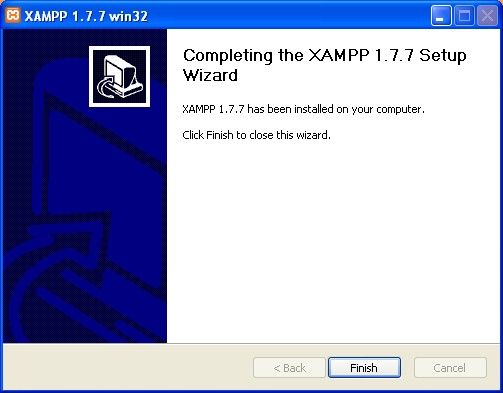 XAMPP 1.7.7 win32
Completing the XAMPP 1.7.7 Setup
Wizard
XAMPP 1.7.7 has been installed on your computer.
Click Finish to close this wizard.
< Back
Finish
Cancel